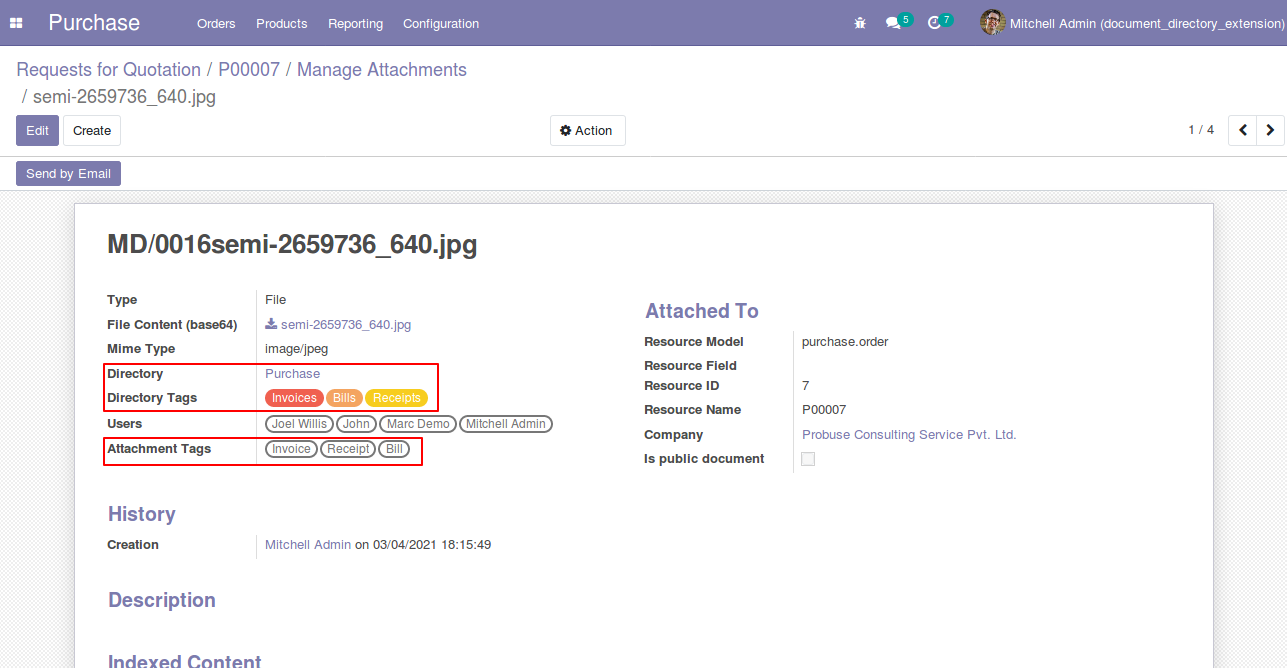 Purchase Orders Products Reporting Configuration 5 7 Mitchell Admin (document_directory_extension)
Requests for Quotation / P00007 / Manage Attachments
/ semi-2659736_640.jpg
Edit Create Action 1 / 4
Send by Email
MD/0016semi-2659736_640.jpg
Type File
File Content (base64) semi-2659736_640.jpg
Mime Type image/jpeg
Directory Purchase
Directory Tags Invoices Bills Receipts
Users Joel Willis John Marc Demo Mitchell Admin
Attachment Tags Invoice Receipt Bill
Attached To
Resource Model purchase.order
Resource Field
Resource ID 7
Resource Name P00007
Company Probuse Consulting Service Pvt. Ltd.
Is public document
History
Creation Mitchell Admin on 03/04/2021 18:15:49
Description
Indexed Content